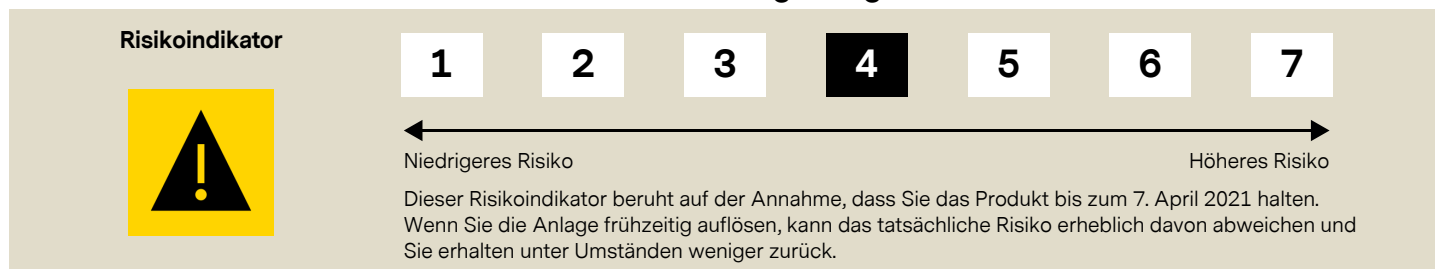 Risikoindikator
1 2 3 4 5 6 7
Niedrigeres Risiko Höheres Risiko
Dieser Risikoindikator beruht auf der Annahme, dass Sie das Produkt bis zum 7. April 2021 halten.
Wenn Sie die Anlage frühzeitig auflösen, kann das tatsächliche Risiko erheblich davon abweichen und
Sie erhalten unter Umständen weniger zurück.